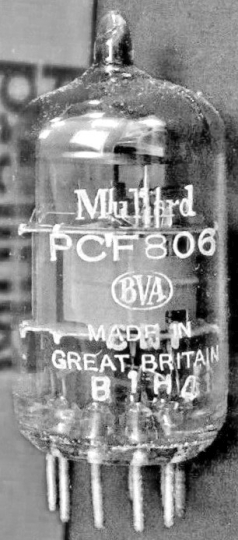 Mullard
PCF806
BVA
MADE IN
GREAT BRITAIN
B1H4